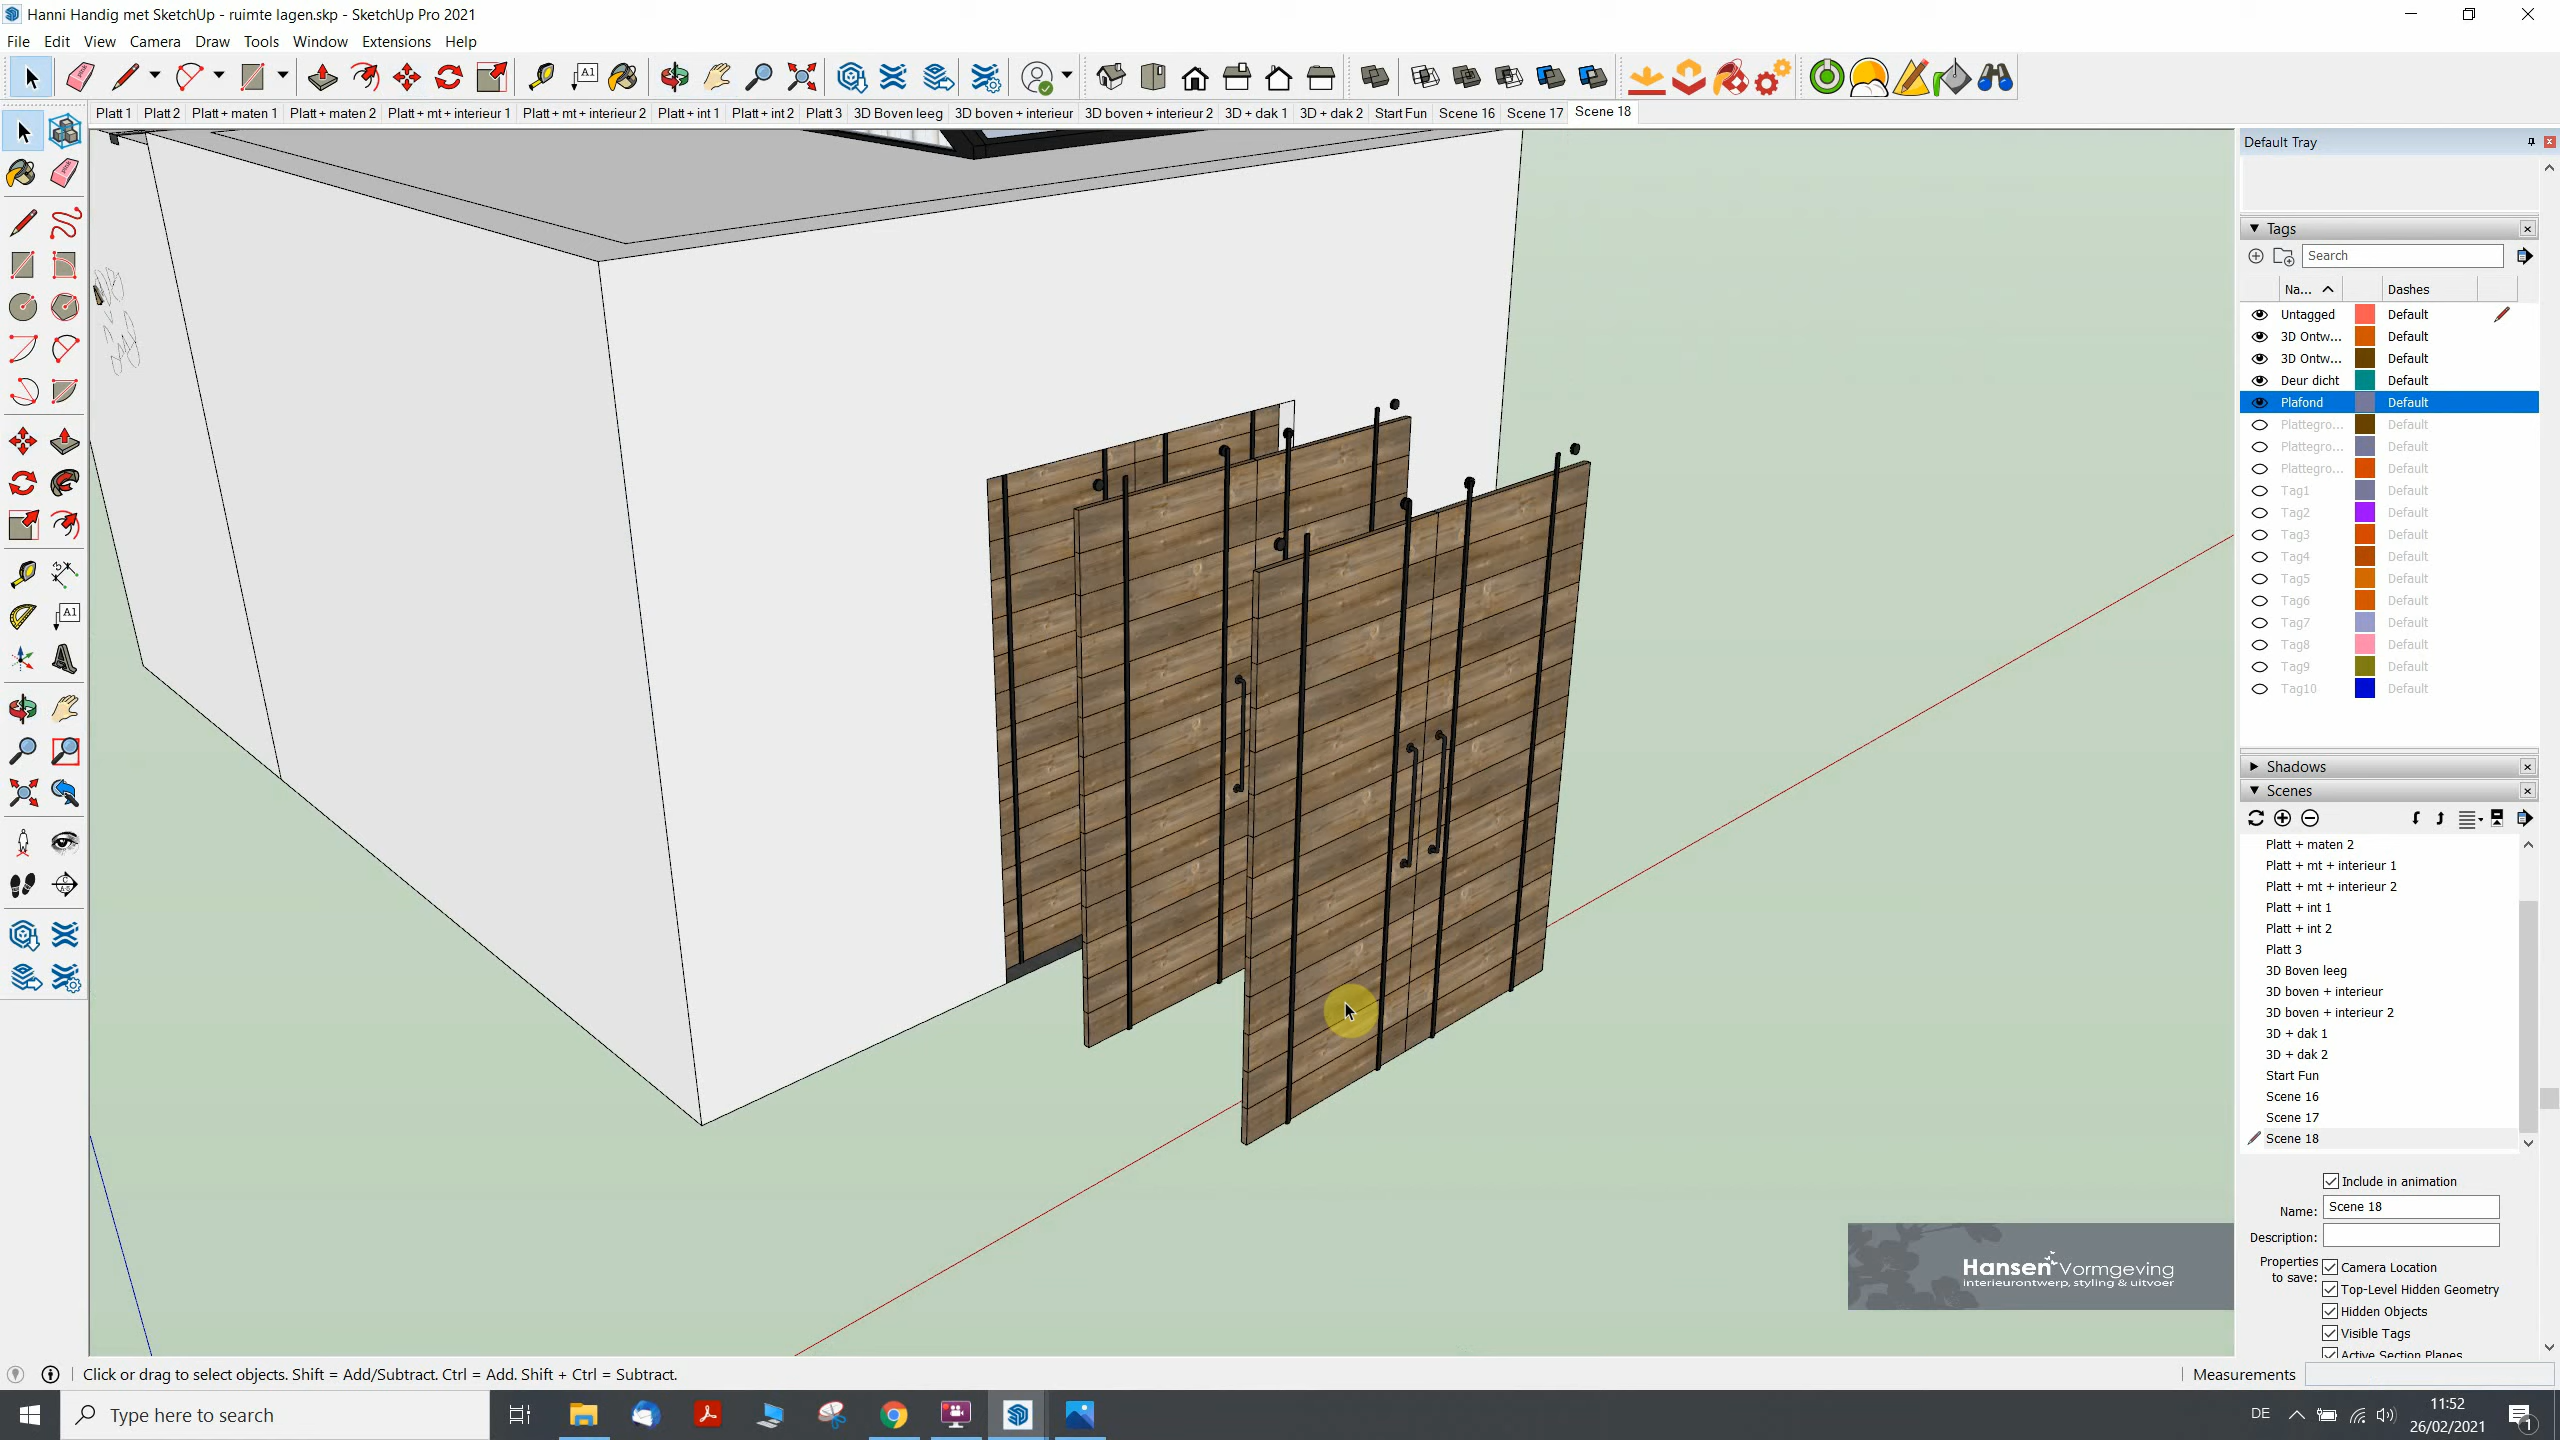 Hanni Handig met SketchUp - ruimte lagen.skp - SketchUp Pro 2021
File Edit View Camera Draw Tools Window Extensions Help
Platt 1 Platt 2 Platt + maten 1 Platt + maten 2 Platt + mt + interieur 1 Platt + mt + interieur 2 Platt + int 1 Platt + int 2 Platt 3 3D Boven leeg 3D boven + interieur 3D boven + interieur 2 3D + dak 1 3D + dak 2 Start Fun Scene 16 Scene 17 Scene 18
Default Tray
Tags
Search
Na... Dashes
Untagged Default
3D Ontw... Default
3D Ontw... Default
Deur dicht Default
Plafond Default
Plattegro... Default
Plattegro... Default
Plattegro... Default
Tag1 Default
Tag2 Default
Tag3 Default
Tag4 Default
Tag5 Default
Tag6 Default
Tag7 Default
Tag8 Default
Tag9 Default
Tag10 Default
Shadows
Scenes
Platt + maten 2
Platt + mt + interieur 1
Platt + mt + interieur 2
Platt + int 1
Platt + int 2
Platt 3
3D Boven leeg
3D boven + interieur
3D boven + interieur 2
3D + dak 1
3D + dak 2
Start Fun
Scene 16
Scene 17
Scene 18
Include in animation
Name: Scene 18
Description:
Properties to save:
Camera Location
Top-Level Hidden Geometry
Hidden Objects
Visible Tags
Active Section Planes
Hansen Vormgeving
interieurontwerp, styling & uitvoer
Click or drag to select objects. Shift = Add/Subtract. Ctrl = Add. Shift + Ctrl = Subtract.
Measurements
Type here to search
DE
11:52
26/02/2021
1